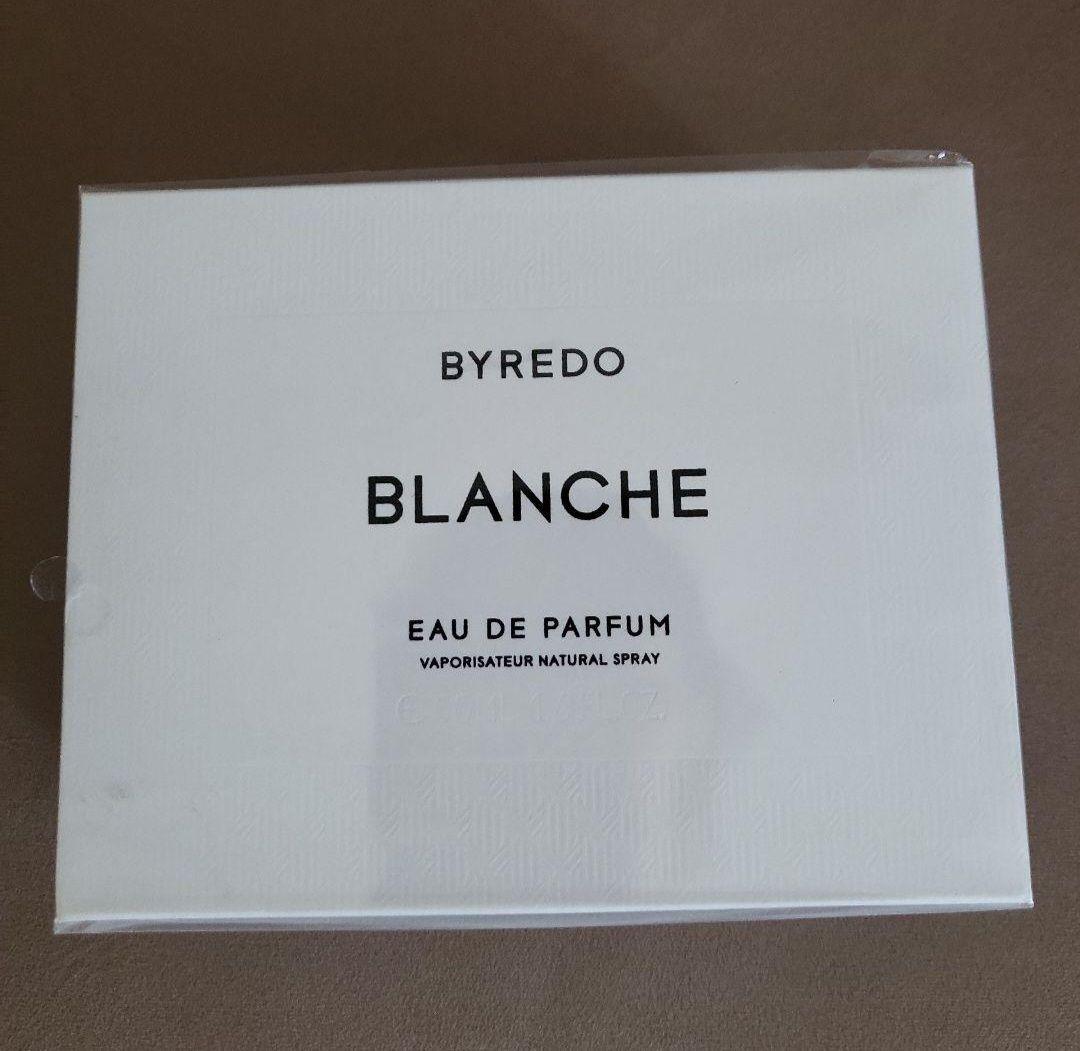 BYREDO
BLANCHE
EAU DE PARFUM
VAPORISATEUR NATURAL SPRAY